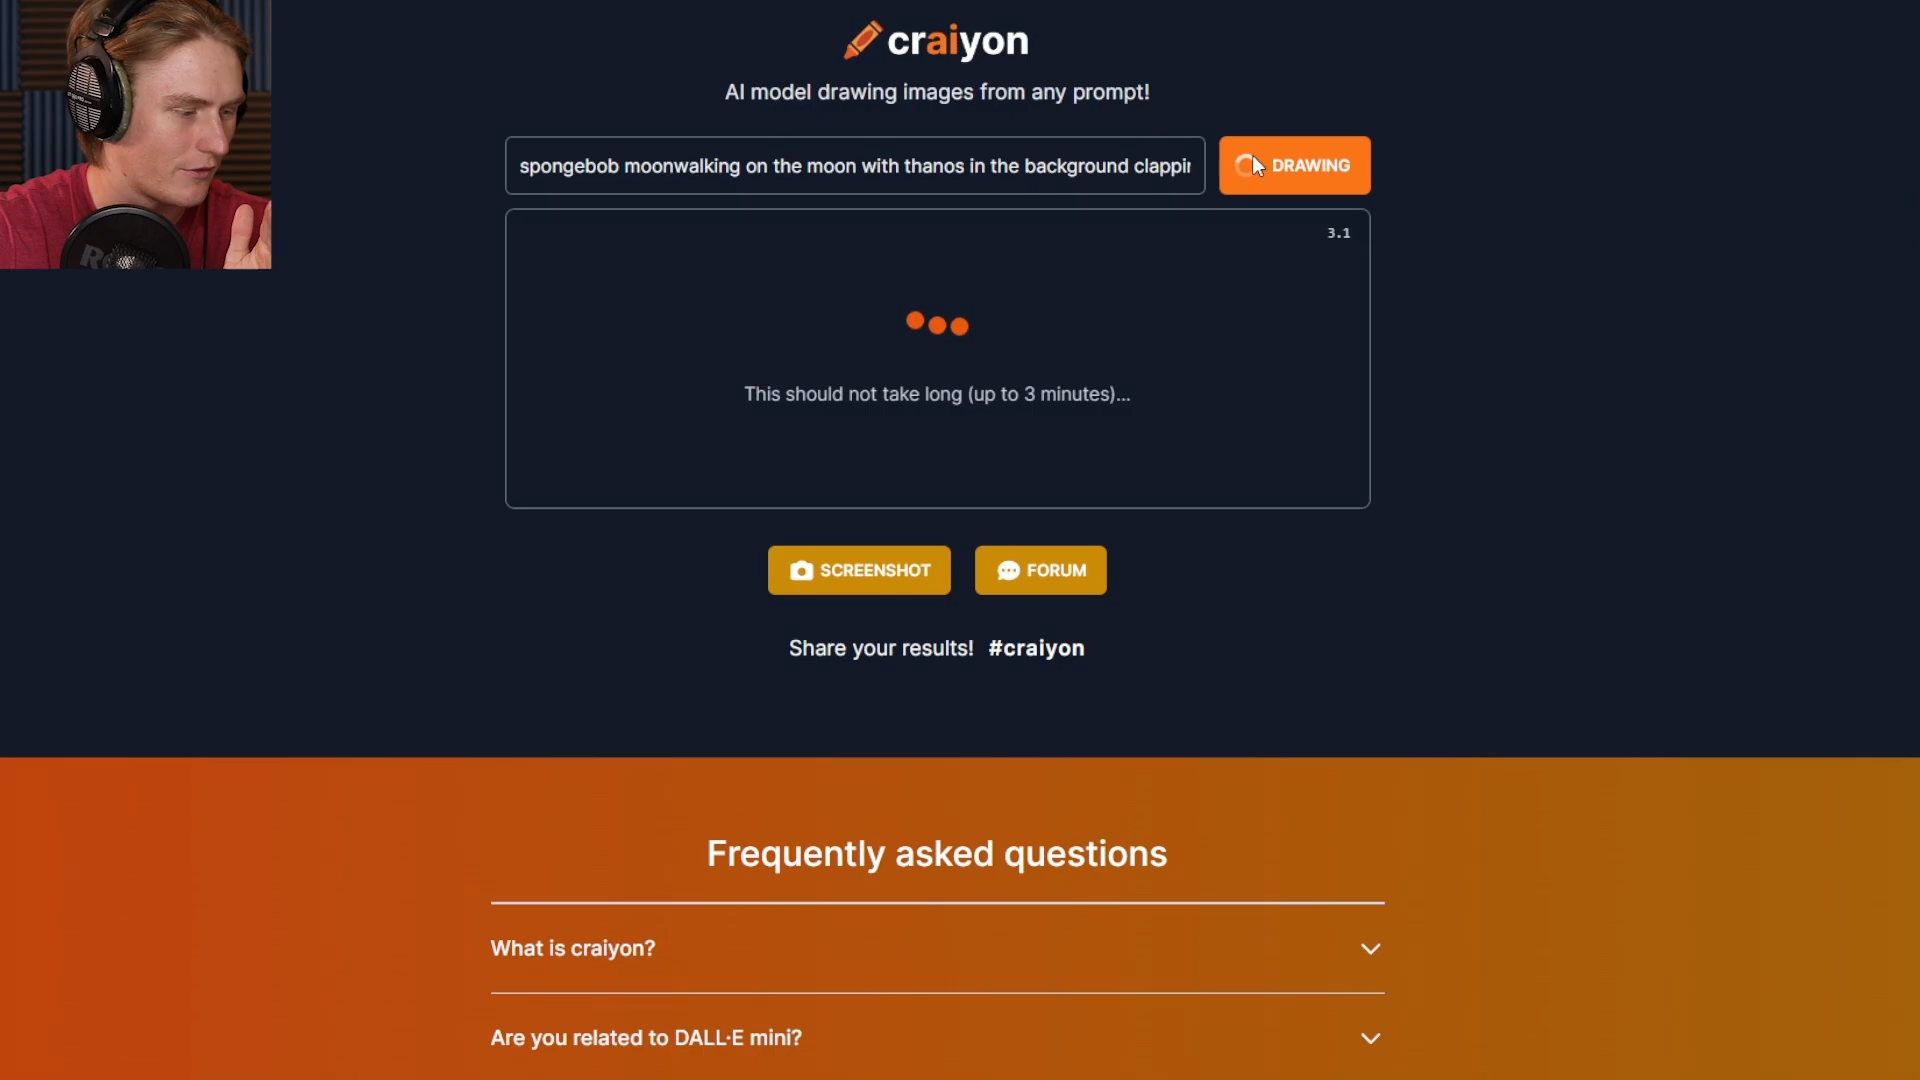 craiyon
AI model drawing images from any prompt!
spongebob moonwalking on the moon with thanos in the background clappin
DRAWING
3.1
This should not take long (up to 3 minutes)...
SCREENSHOT
FORUM
Share your results! #craiyon
Frequently asked questions
What is craiyon?
Are you related to DALL·E mini?